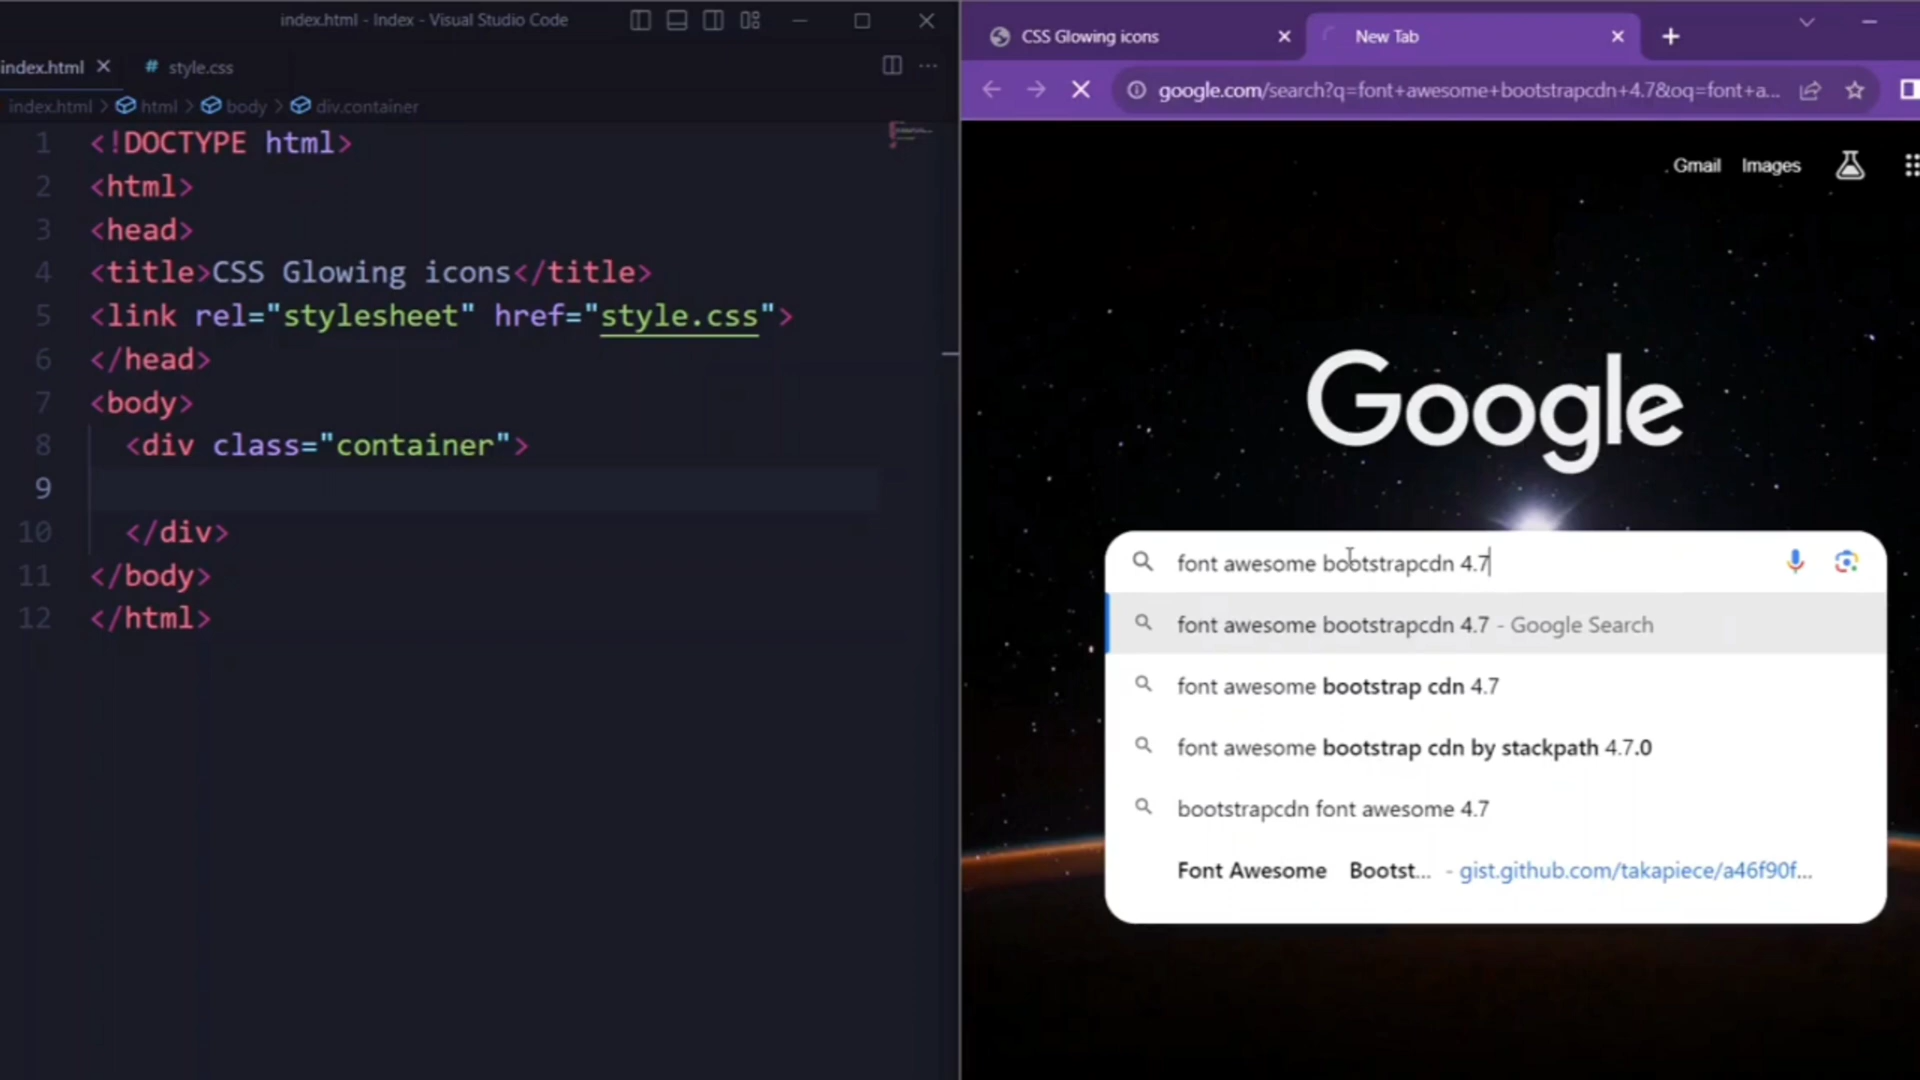 index.html - Index - Visual Studio Code
index.html
# style.css
index.html > html > body > div.container
1 <!DOCTYPE html>
2 <html>
3 <head>
4 <title>CSS Glowing icons</title>
5 <link rel="stylesheet" href="style.css">
6 </head>
7 <body>
8 <div class="container">
9
10 </div>
11 </body>
12 </html>
CSS Glowing icons
New Tab
google.com/search?q=font+awesome+bootstrapcdn+4.7&oq=font+a...
Gmail Images
Google
font awesome bootstrapcdn 4.7
font awesome bootstrapcdn 4.7 - Google Search
font awesome bootstrap cdn 4.7
font awesome bootstrap cdn by stackpath 4.7.0
bootstrapcdn font awesome 4.7
Font Awesome Bootst... - gist.github.com/takapiece/a46f90f...